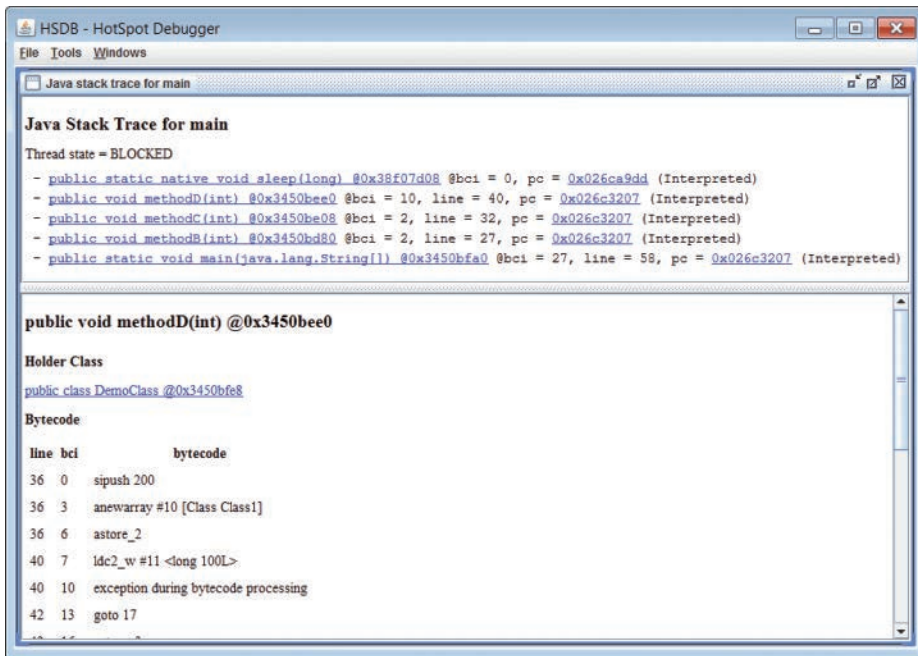 HSDB - HotSpot Debugger
File Tools Windows
Java stack trace for main
Java Stack Trace for main
Thread state = BLOCKED
- public static native void sleep(long) @0x38f07d08 @bci = 0, pc = 0x026ca9dd (Interpreted)
- public void methodD(int) @0x3450bee0 @bci = 10, line = 40, pc = 0x026c3207 (Interpreted)
- public void methodC(int) @0x3450be08 @bci = 2, line = 32, pc = 0x026c3207 (Interpreted)
- public void methodB(int) @0x3450bd80 @bci = 2, line = 27, pc = 0x026c3207 (Interpreted)
- public static void main(java.lang.String[]) @0x3450bfa0 @bci = 27, line = 58, pc = 0x026c3207 (Interpreted)
public void methodD(int) @0x3450bee0
Holder Class
public class DemoClass @0x3450bfe8
Bytecode
line bci bytecode
36 0 sipush 200
36 3 anewarray #10 [Class Class1]
36 6 astore_2
40 7 ldc2_w #11 <long 100L>
40 10 exception during bytecode processing
42 13 goto 17